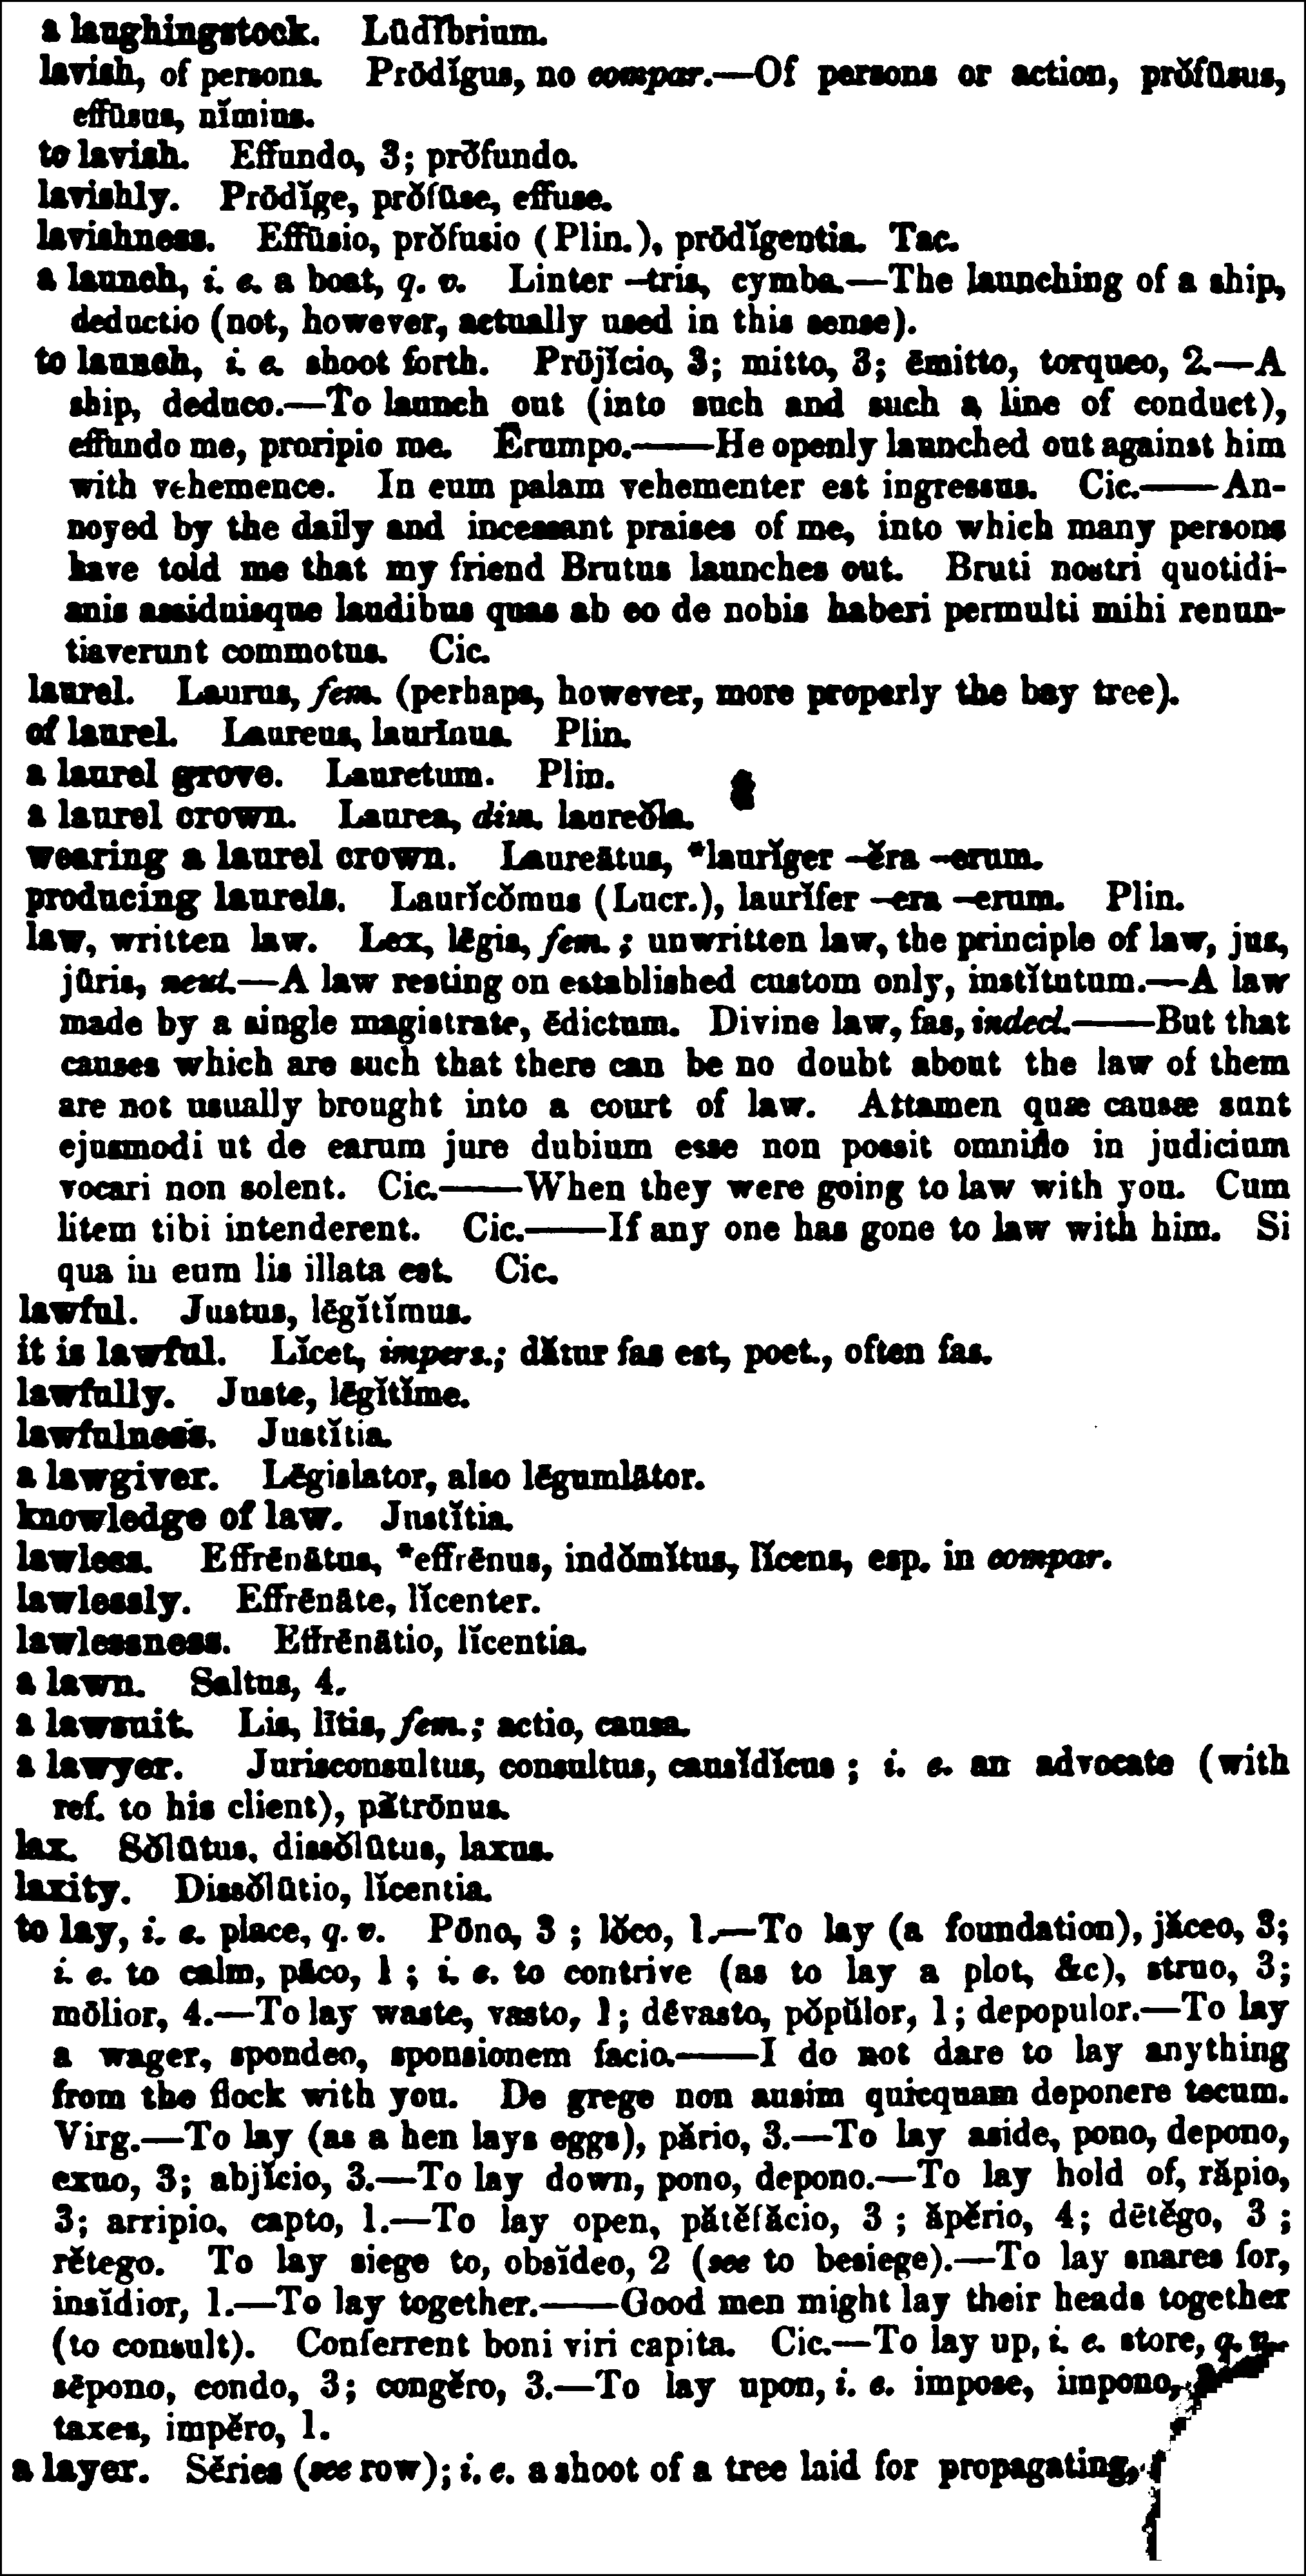 a laughingstock. Lūdĭbrium.
lavish, of persons. Prōdĭgus, no compar.—Of persons or action, prŏfūsus,
effūsus, nĭmius.
to lavish. Effundo, 3; prŏfundo.
lavishly. Prōdĭge, prŏfūse, effuse.
lavishness. Effūsio, prŏfusio (Plin.), prōdĭgentia. Tac.
a launch, i. e. a boat, q. v. Linter –tris, cymba.—The launching of a ship,
deductio (not, however, actually used in this sense).
to launch, i. e. shoot forth. Prōjĭcio, 3; mitto, 3; ēmitto, torqueo, 2.—A
ship, deduco.—To launch out (into such and such a line of conduct),
effundo me, proripio me. Ērumpo.——He openly launched out against him
with vehemence. In eum palam vehementer est ingressus. Cic.——An-
noyed by the daily and incessant praises of me, into which many persons
have told me that my friend Brutus launches out. Bruti nostri quotidi-
anis assiduisque laudibus quas ab eo de nobis haberi permulti mihi renun-
tiaverunt commotus. Cic.
laurel. Laurus, fem. (perhaps, however, more properly the bay tree).
of laurel. Laureus, laurīnus. Plin.
a laurel grove. Lauretum. Plin.
a laurel crown. Laurea, dim. laureŏla.
wearing a laurel crown. Laureātus, *laurĭger –ĕra –erum.
producing laurels. Laurĭcŏmus (Lucr.), laurĭfer –era –erum. Plin.
law, written law. Lex, lēgis, fem.; unwritten law, the principle of law, jus,
jūris, neut.—A law resting on established custom only, instĭtutum.—A law
made by a single magistrate, ēdictum. Divine law, fas, indecl.——But that
causes which are such that there can be no doubt about the law of them
are not usually brought into a court of law. Attamen quæ causæ sunt
ejusmodi ut de earum jure dubium esse non possit omnino in judicium
vocari non solent. Cic.——When they were going to law with you. Cum
litem tibi intenderent. Cic.——If any one has gone to law with him. Si
qua in eum lis illata est. Cic.
lawful. Justus, lēgĭtĭmus.
it is lawful. Lĭcet, impers.; dătur fas est, poet., often fas.
lawfully. Juste, lēgĭtĭme.
lawfulness. Justĭtia.
a lawgiver. Lēgislator, also lēgumlātor.
knowledge of law. Justĭtia.
lawless. Effrēnātus, *effrēnus, indŏmĭtus, lĭcens, esp. in compar.
lawlessly. Effrēnāte, lĭcenter.
lawlessness. Effrēnātio, lĭcentia.
a lawn. Saltus, 4.
a lawsuit. Lis, lītis, fem.; actio, causa.
a lawyer. Jurisconsultus, consultus, causĭdĭcus; i. e. an advocate (with
ref. to his client), pătrōnus.
lax. Sŏlūtus, dissŏlūtus, laxus.
laxity. Dissŏlūtio, lĭcentia.
to lay, i. e. place, q. v. Pōno, 3; lŏco, 1.—To lay (a foundation), jăceo, 3;
i. e. to calm, pāco, 1; i. e. to contrive (as to lay a plot, &c), struo, 3;
mōlior, 4.—To lay waste, vasto, 1; dēvasto, pŏpŭlor, 1; depopulor.—To lay
a wager, spondeo, sponsionem facio.——I do not dare to lay anything
from the flock with you. De grege non ausim quicquam deponere tecum.
Virg.—To lay (as a hen lays eggs), părio, 3.—To lay aside, pono, depono,
exuo, 3; abjĭcio, 3.—To lay down, pono, depono.—To lay hold of, răpio,
3; arripio, capto, 1.—To lay open, pătĕfăcio, 3; ăpĕrio, 4; dētĕgo, 3;
rĕtego. To lay siege to, obsĭdeo, 2 (see to besiege).—To lay snares for,
insĭdior, 1.—To lay together.——Good men might lay their heads together
(to consult). Conferrent boni viri capita. Cic.—To lay up, i. e. store, q. v.
sēpono, condo, 3; congĕro, 3.—To lay upon, i. e. impose, impono,
taxes, impĕro, 1.
a layer. Sĕries (see row); i. e. a shoot of a tree laid for propagating,